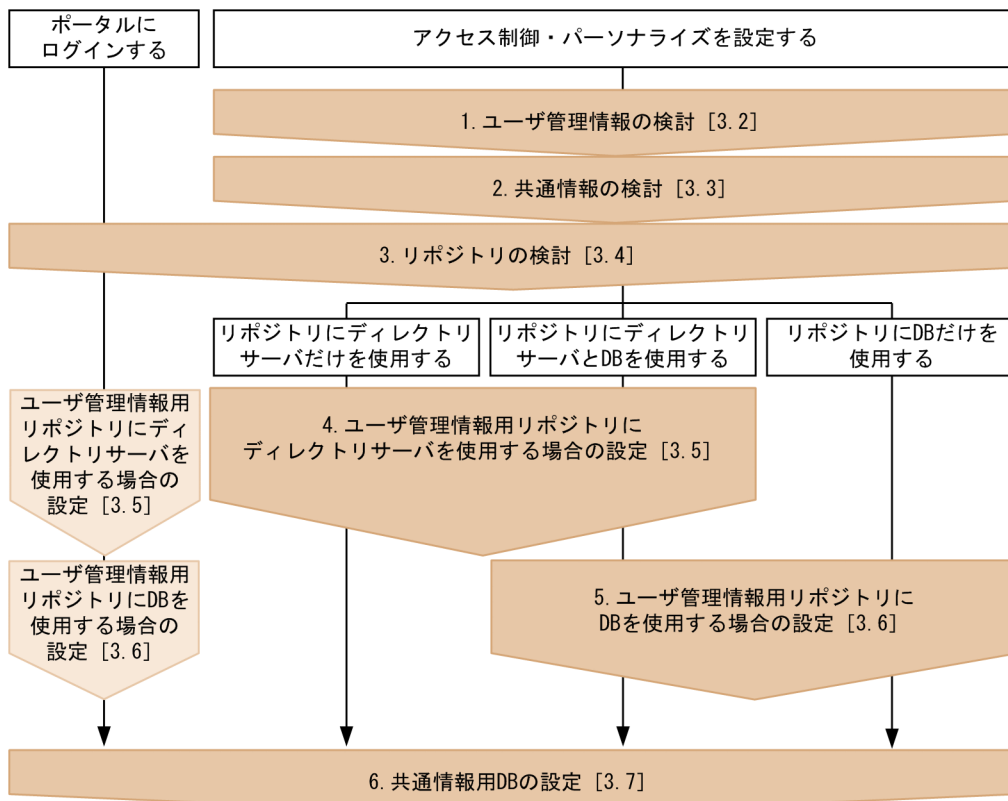 ポータルに
ログインする
アクセス制御・パーソナライズを設定する
1. ユーザ管理情報の検討 [3.2]
2. 共通情報の検討 [3.3]
3. リポジトリの検討 [3.4]
リポジトリにディレクトリ
サーバだけを使用する
リポジトリにディレクトリ
サーバとDBを使用する
リポジトリにDBだけを
使用する
ユーザ管理情報用
リポジトリにディ
レクトリサーバを
使用する場合の
設定 [3.5]
4. ユーザ管理情報用リポジトリに
ディレクトリサーバを使用する場合の設定 [3.5]
ユーザ管理情報用
リポジトリにDBを
使用する場合の
設定 [3.6]
5. ユーザ管理情報用リポジトリに
DBを使用する場合の設定 [3.6]
6. 共通情報用DBの設定 [3.7]